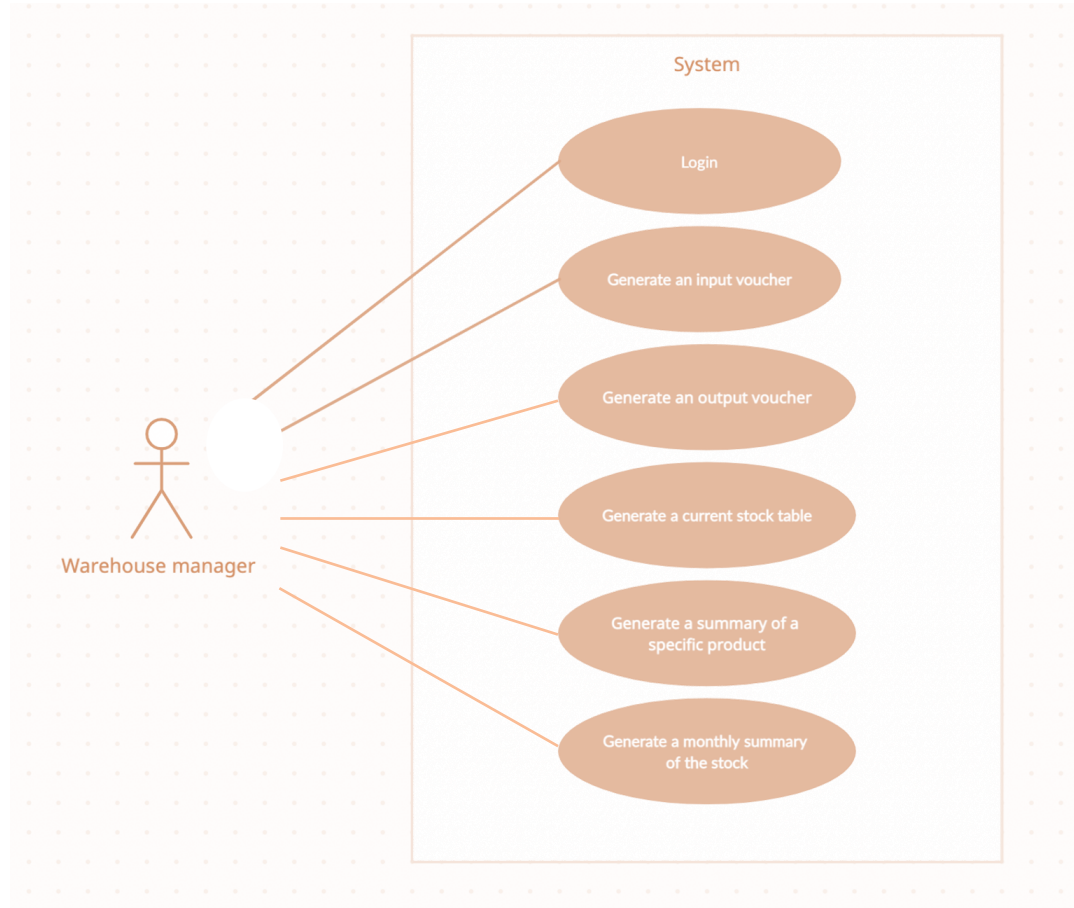 System
Login
Generate an input voucher
Generate an output voucher
Generate a current stock table
Warehouse manager
Generate a summary of a
specific product
Generate a monthly summary
of the stock